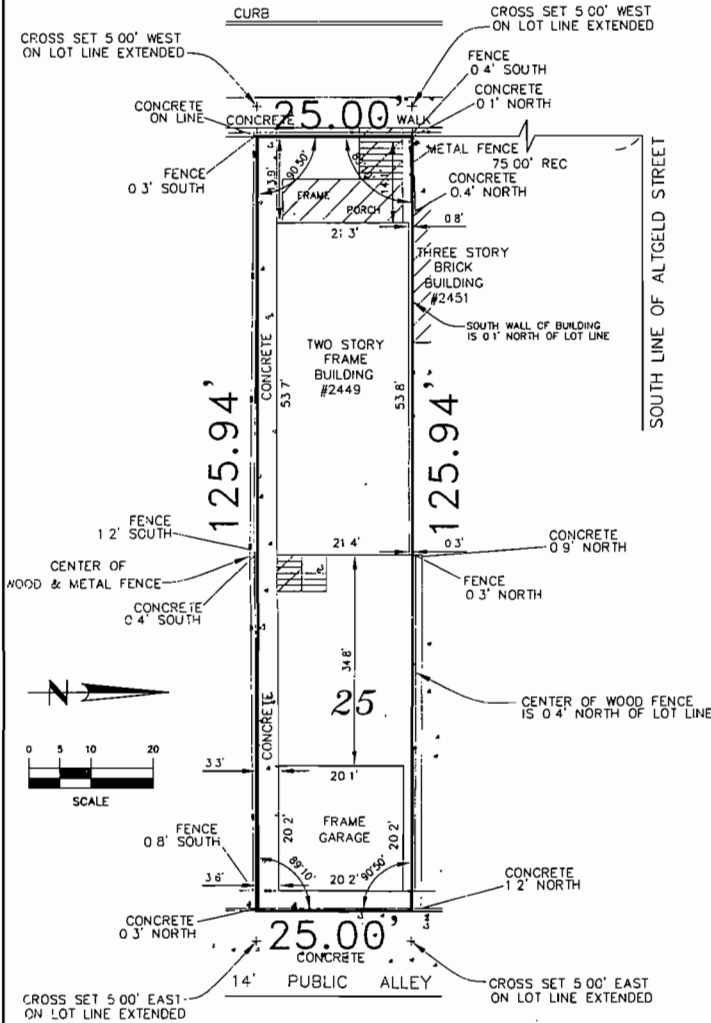 CURB
CROSS SET 5 00' WEST
ON LOT LINE EXTENDED
CROSS SET 5 00' WEST
ON LOT LINE EXTENDED
FENCE
0 4' SOUTH
CONCRETE
ON LINE
CONCRETE
0 1' NORTH
25.00'
CONCRETE
WALK
METAL FENCE
75 00' REC
FENCE
0 3' SOUTH
90°50'
13 9'
FRAME
PORCH
CONCRETE
0.4' NORTH
0 8'
21 3'
THREE STORY
BRICK
BUILDING
#2451
SOUTH WALL OF BUILDING
IS 0 1' NORTH OF LOT LINE
SOUTH LINE OF ALTGELD STREET
TWO STORY
FRAME
BUILDING
#2449
CONCRETE
53 7'
53 8'
125.94'
125.94'
FENCE
1 2' SOUTH
21 4'
0 3'
CONCRETE
0 9' NORTH
CENTER OF
WOOD & METAL FENCE
FENCE
0 3' NORTH
CONCRETE
0 4' SOUTH
34 8'
25
N
CENTER OF WOOD FENCE
IS 0 4' NORTH OF LOT LINE
CONCRETE
0 5 10 20
SCALE
3 3'
20 1'
FENCE
0 8' SOUTH
20 2'
FRAME
GARAGE
20 2'
89°10'
90°50'
3 6'
20 2'
CONCRETE
1 2' NORTH
CONCRETE
0 3' NORTH
25.00'
CONCRETE
14' PUBLIC ALLEY
CROSS SET 5 00' EAST
ON LOT LINE EXTENDED
CROSS SET 5 00' EAST
ON LOT LINE EXTENDED